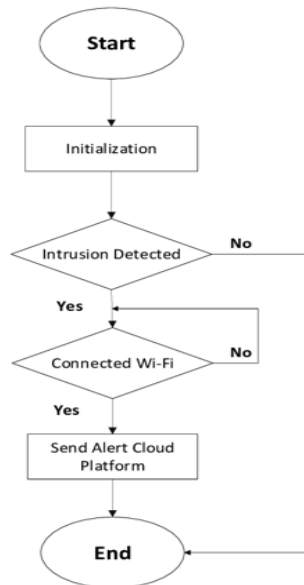 Start
Initialization
Intrusion Detected
No
Yes
Connected Wi-Fi
No
Yes
Send Alert Cloud
Platform
End